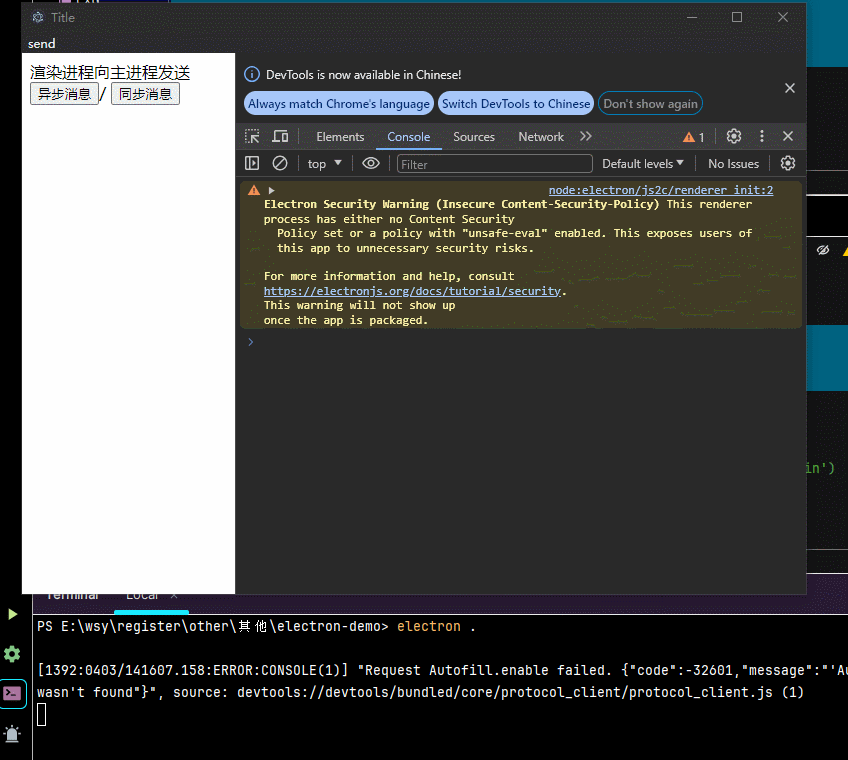 Title
send
渲染进程向主进程发送
异步消息/ 同步消息
DevTools is now available in Chinese!
Always match Chrome's language Switch DevTools to Chinese Don't show again
Elements Console Sources Network 1
top Filter Default levels No Issues
node:electron/js2c/renderer_init:2
Electron Security Warning (Insecure Content-Security-Policy) This renderer
process has either no Content Security
Policy set or a policy with "unsafe-eval" enabled. This exposes users of
this app to unnecessary security risks.
For more information and help, consult
https://electronjs.org/docs/tutorial/security.
This warning will not show up
once the app is packaged.
in')
Terminal Local
PS E:\wsy\register\other\其他\electron-demo> electron .
[1392:0403/141607.158:ERROR:CONSOLE(1)] "Request Autofill.enable failed. {"code":-32601,"message":"'Au
wasn't found"}", source: devtools://devtools/bundled/core/protocol_client/protocol_client.js (1)